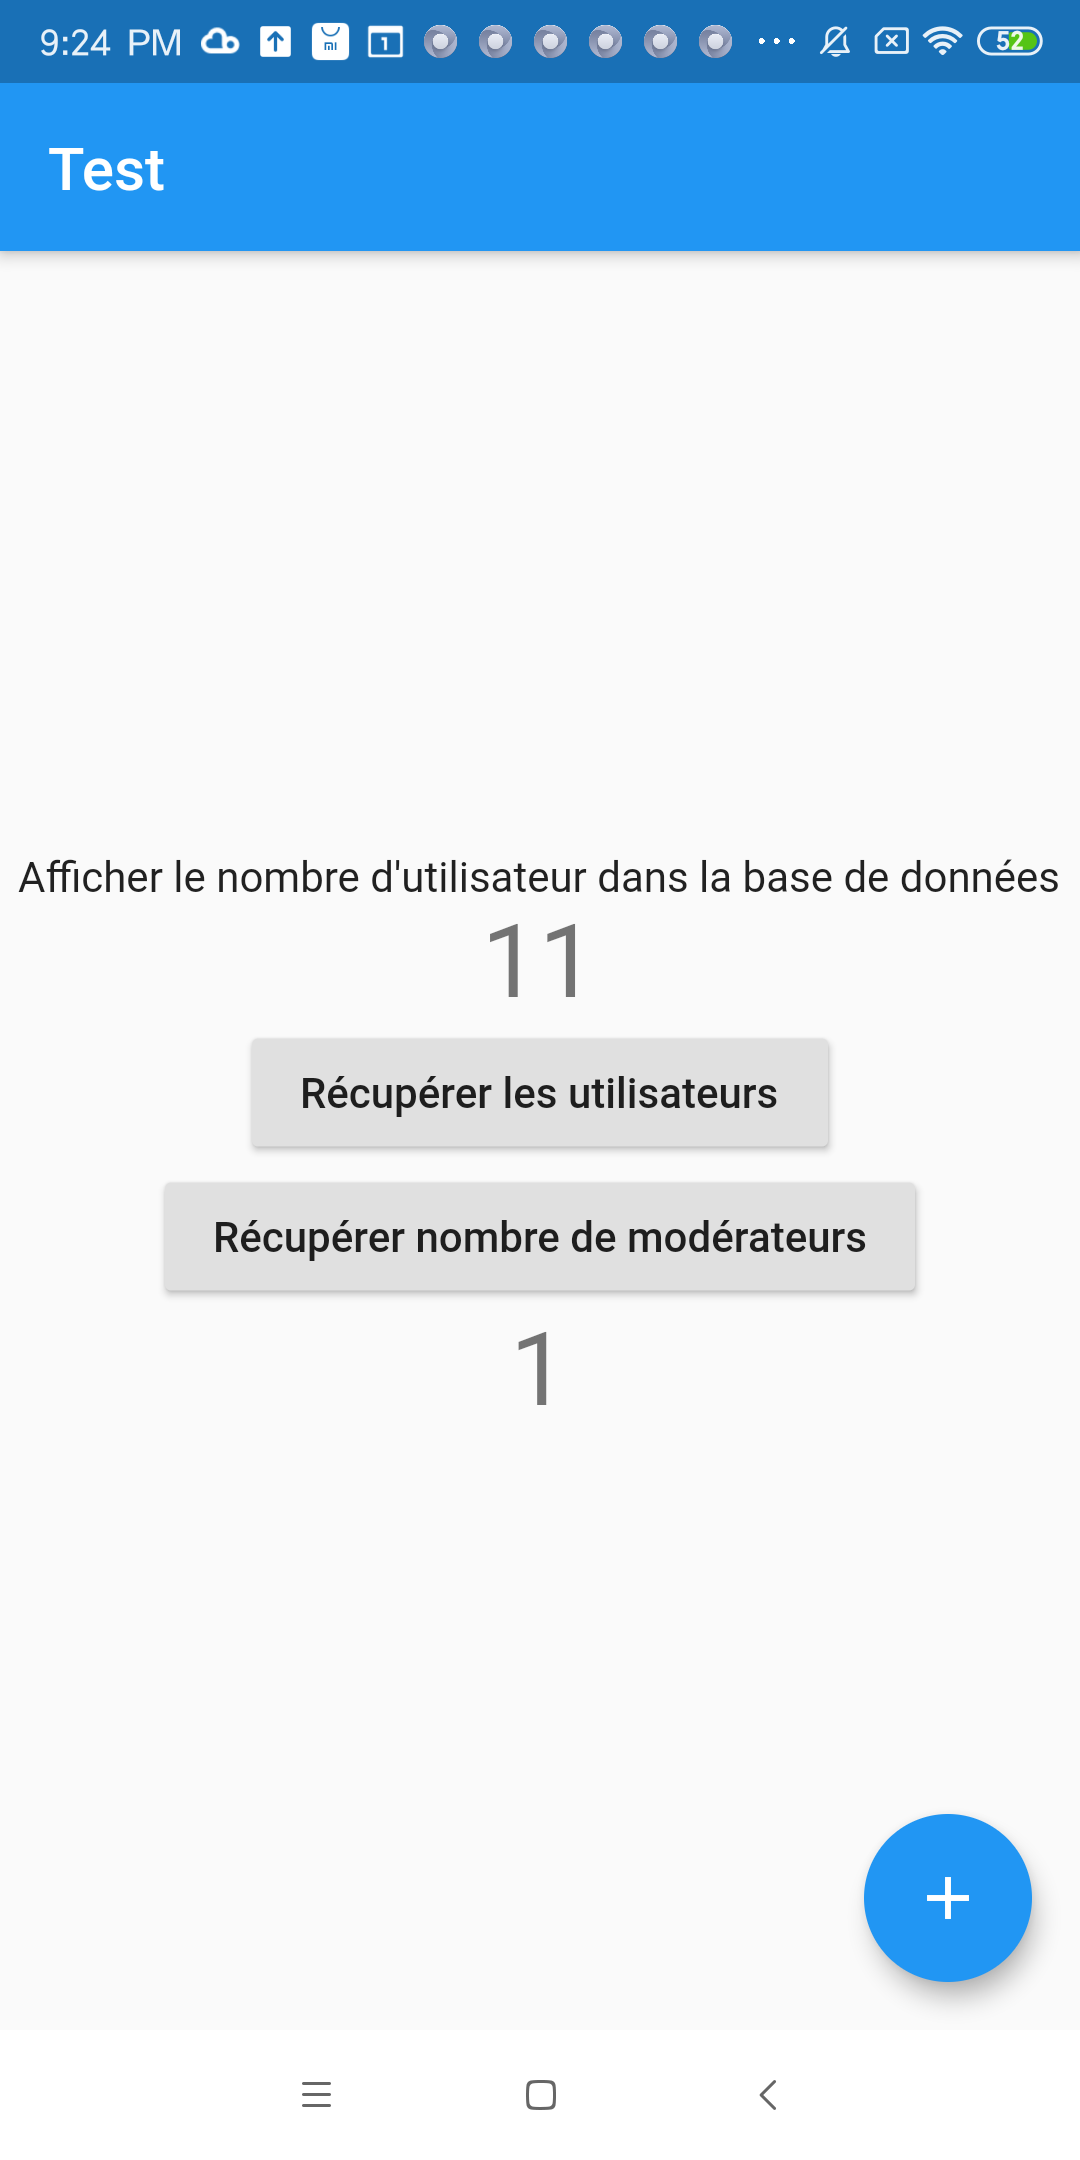 9:24 PM
52
Test
Afficher le nombre d'utilisateur dans la base de données
11
Récupérer les utilisateurs
Récupérer nombre de modérateurs
1